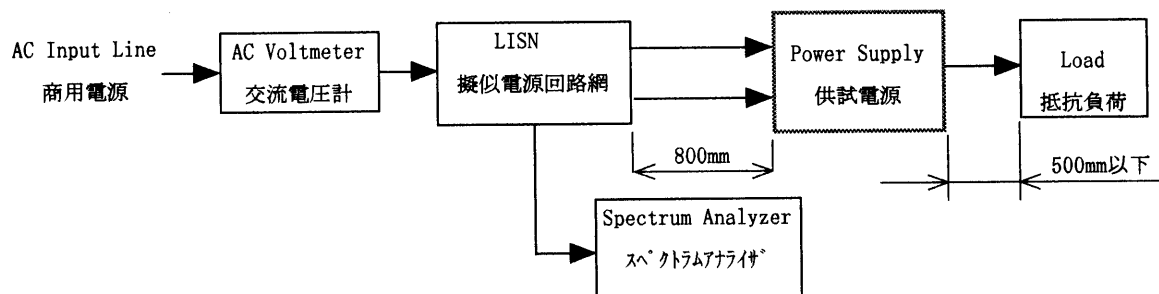 AC Input Line
商用電源
AC Voltmeter
交流電圧計
LISN
擬似電源回路網
Power Supply
供試電源
Load
抵抗負荷
800mm
500mm以下
Spectrum Analyzer
スペクトラムアナライザ